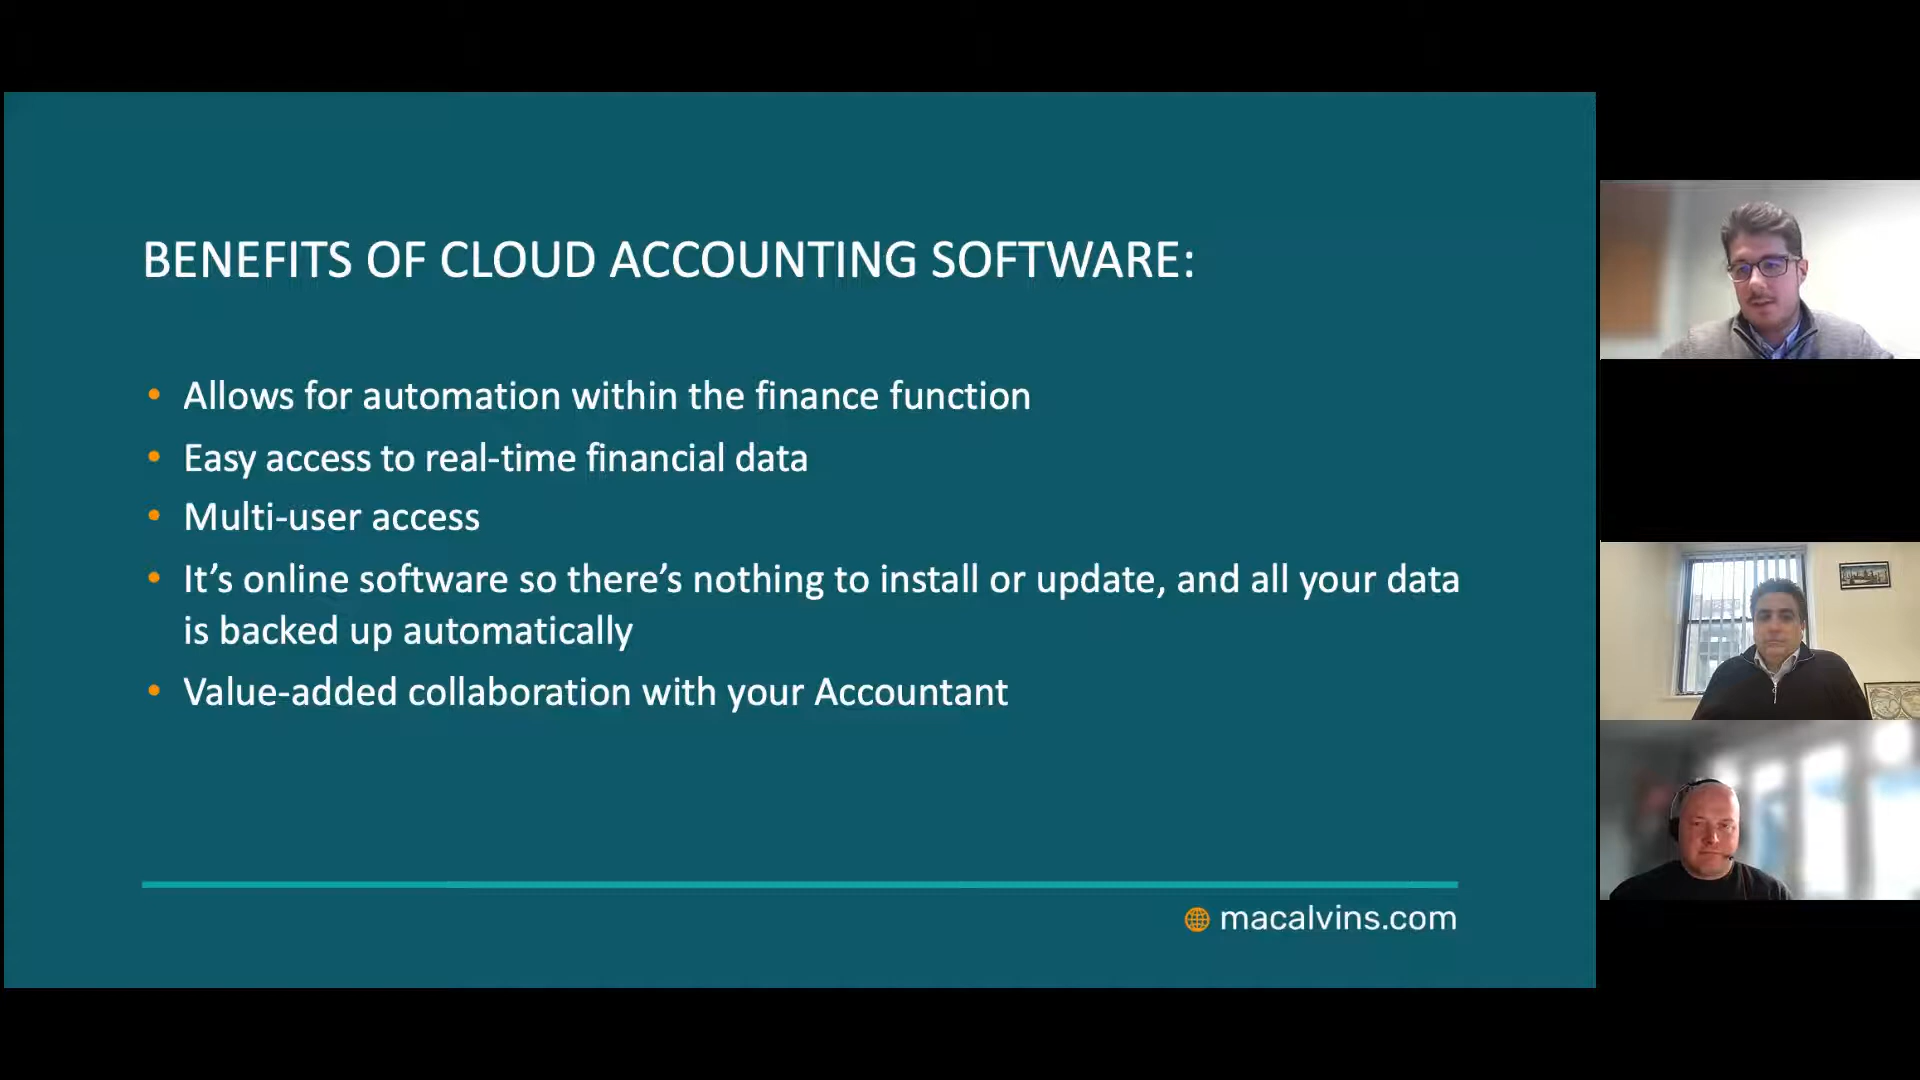 BENEFITS OF CLOUD ACCOUNTING SOFTWARE:
• Allows for automation within the finance function
• Easy access to real-time financial data
• Multi-user access
• It’s online software so there’s nothing to install or update, and all your data
is backed up automatically
• Value-added collaboration with your Accountant
macalvins.com